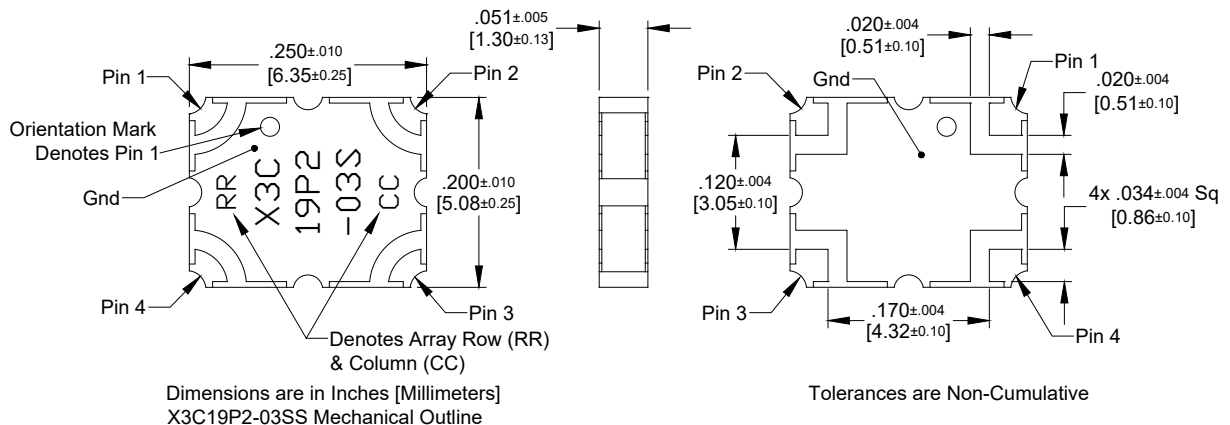 .051±.005
[1.30±0.13]
.250±.010
[6.35±0.25]
Pin 1
Pin 2
Orientation Mark
Denotes Pin 1
Gnd
RR
X3C
19P2
-03S
CC
.200±.010
[5.08±0.25]
Pin 4
Pin 3
Denotes Array Row (RR)
& Column (CC)
Dimensions are in Inches [Millimeters]
X3C19P2-03SS Mechanical Outline
.020±.004
[0.51±0.10]
Pin 2
Gnd
Pin 1
.020±.004
[0.51±0.10]
.120±.004
[3.05±0.10]
4x .034±.004 Sq
[0.86±0.10]
Pin 3
.170±.004
[4.32±0.10]
Pin 4
Tolerances are Non-Cumulative